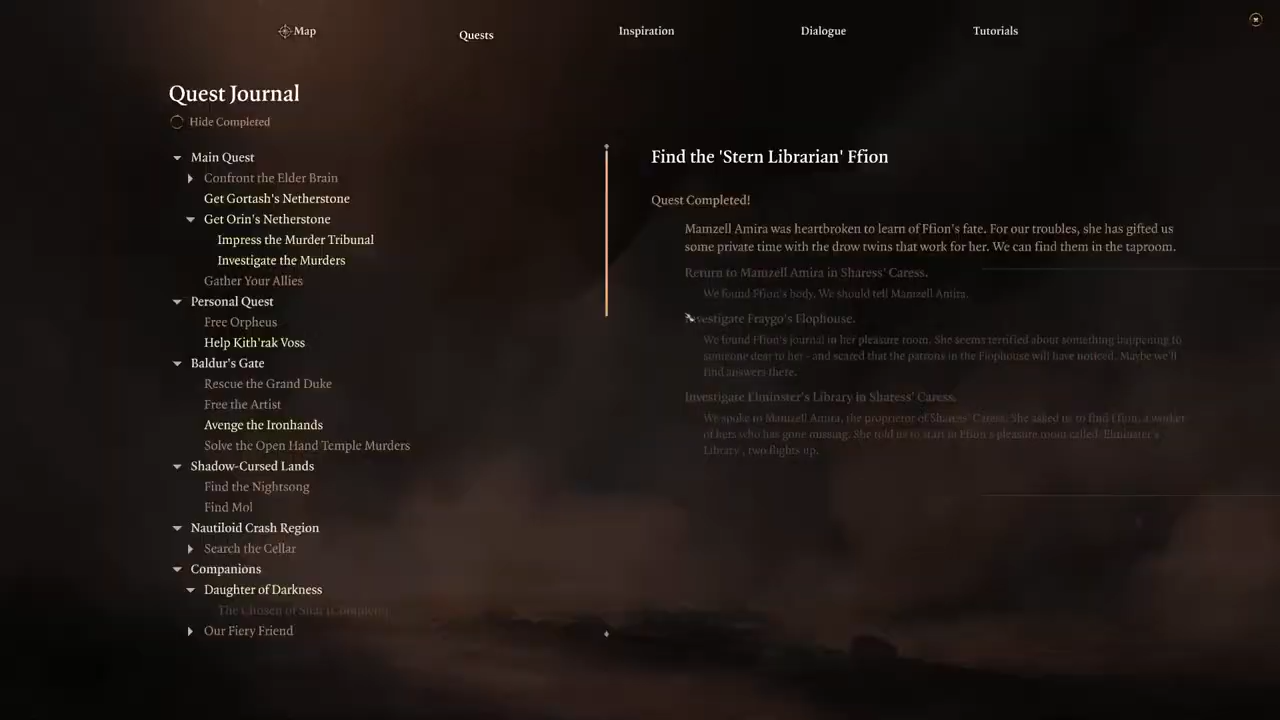 Map
Quests
Inspiration
Dialogue
Tutorials
Quest Journal
Hide Completed
Main Quest
Confront the Elder Brain
Get Gortash's Netherstone
Get Orin's Netherstone
Impress the Murder Tribunal
Investigate the Murders
Gather Your Allies
Personal Quest
Free Orpheus
Help Kith'rak Voss
Baldur's Gate
Rescue the Grand Duke
Free the Artist
Avenge the Ironhands
Solve the Open Hand Temple Murders
Shadow-Cursed Lands
Find the Nightsong
Find Mol
Nautiloid Crash Region
Search the Cellar
Companions
Daughter of Darkness
The Chosen of Shar (Complete)
Our Fiery Friend
Find the 'Stern Librarian' Ffion
Quest Completed!
Mamzell Amira was heartbroken to learn of Ffion's fate. For our troubles, she has gifted us
some private time with the drow twins that work for her. We can find them in the taproom.
Return to Mamzell Amira in Sharess' Caress.
We found Ffion's body. We should tell Mamzell Amira.
Investigate Fraygo's Flophouse.
We found Ffion's journal in her pleasure room. She seems terrified about something happening to
someone dear to her - and scared that the patrons in the Flophouse will have noticed. Maybe we'll
find answers there.
Investigate Elminster's Library in Sharess' Caress.
We spoke to Mamzell Amira, the proprietor of Sharess' Caress. She asked us to find Ffion, a worker
of hers who has gone missing. She told us to start in Ffion's pleasure room called 'Elminster's
Library', two flights up.